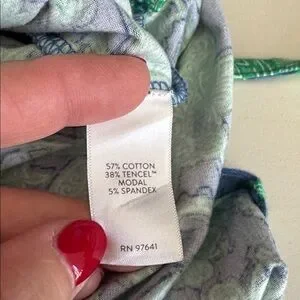 57% COTTON
38% TENCEL™
MODAL
5% SPANDEX
RN 97641